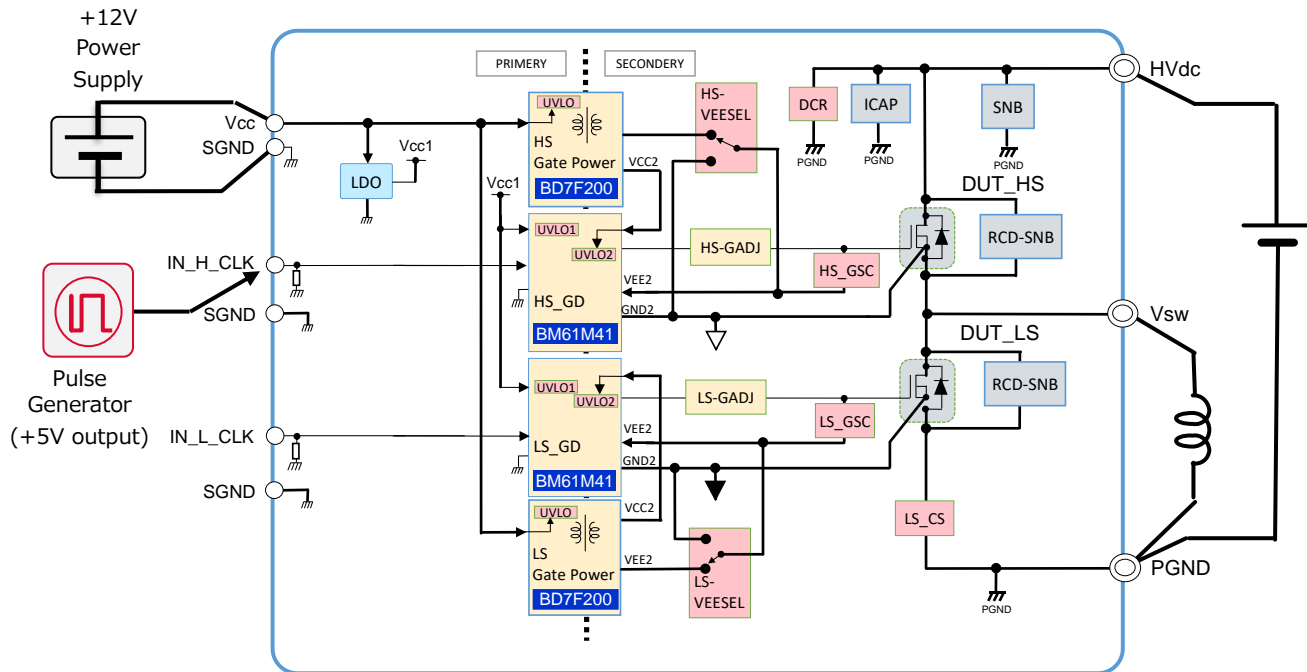 +12V
Power
Supply
Vcc
SGND
LDO
Vcc1
PRIMERY
SECONDERY
UVLO
HS
Gate Power
BD7F200
VCC2
HS-
VEESEL
DCR
PGND
ICAP
PGND
SNB
PGND
HVdc
Vcc1
UVLO1
UVLO2
HS_GD
BM61M41
HS-GADJ
VEE2
GND2
HS_GSC
DUT_HS
RCD-SNB
IN_H_CLK
SGND
Pulse
Generator
(+5V output)
Vsw
DUT_LS
RCD-SNB
UVLO1
UVLO2
LS_GD
BM61M41
LS-GADJ
VEE2
GND2
LS_GSC
IN_L_CLK
SGND
UVLO
LS
Gate Power
BD7F200
VCC2
VEE2
LS-
VEESEL
LS_CS
PGND
PGND